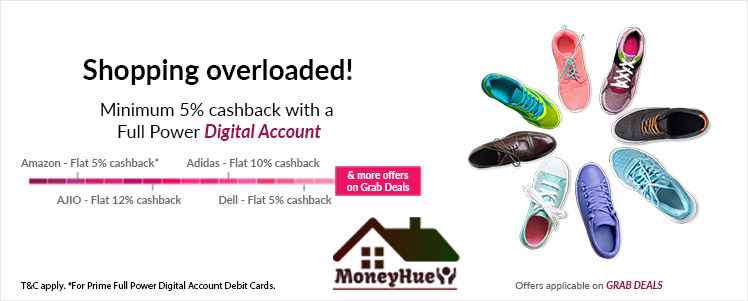 Shopping overloaded!
Minimum 5% cashback with a
Full Power Digital Account
Amazon - Flat 5% cashback*
Adidas - Flat 10% cashback
AJIO - Flat 12% cashback
Dell - Flat 5% cashback
& more offers
on Grab Deals
MoneyHue
T&C apply. *For Prime Full Power Digital Account Debit Cards.
Offers applicable on GRAB DEALS